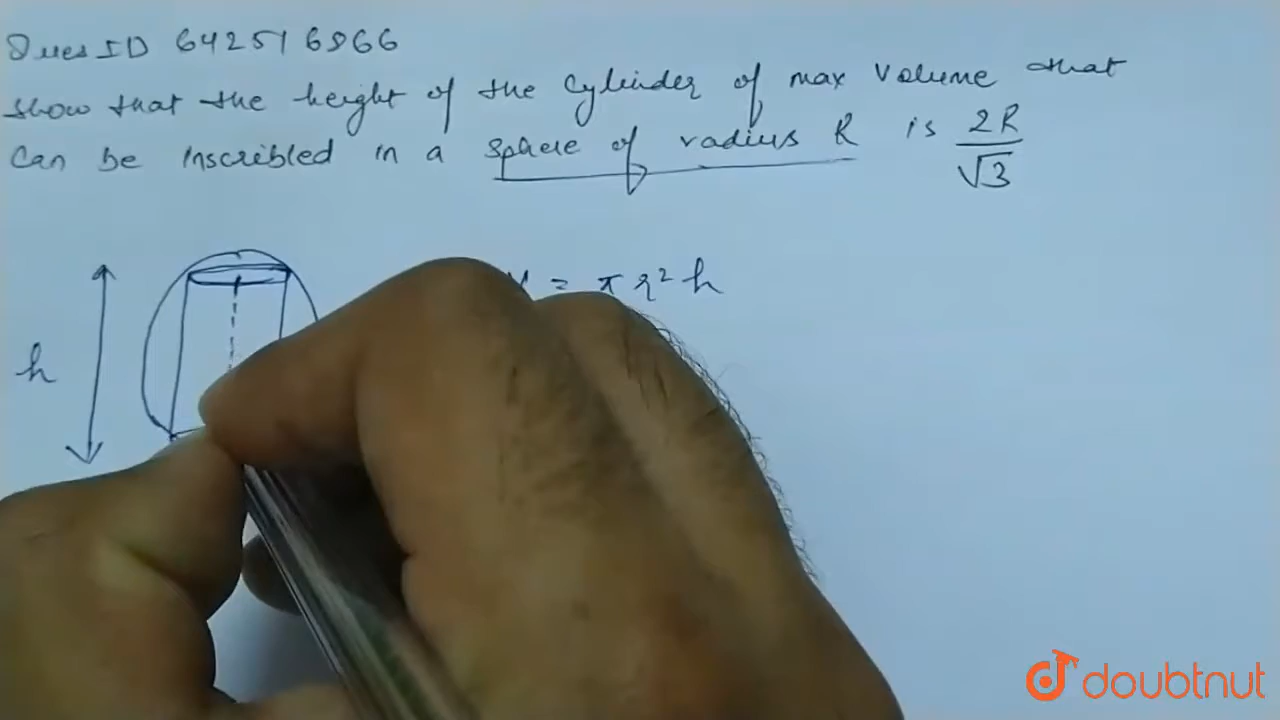 Ques ID 642516966
Show that the height of the Cylinder of max Volume that
Can be Inscribled in a sphere of radius R is 2R/√3
h
V = πr²h
doubtnut